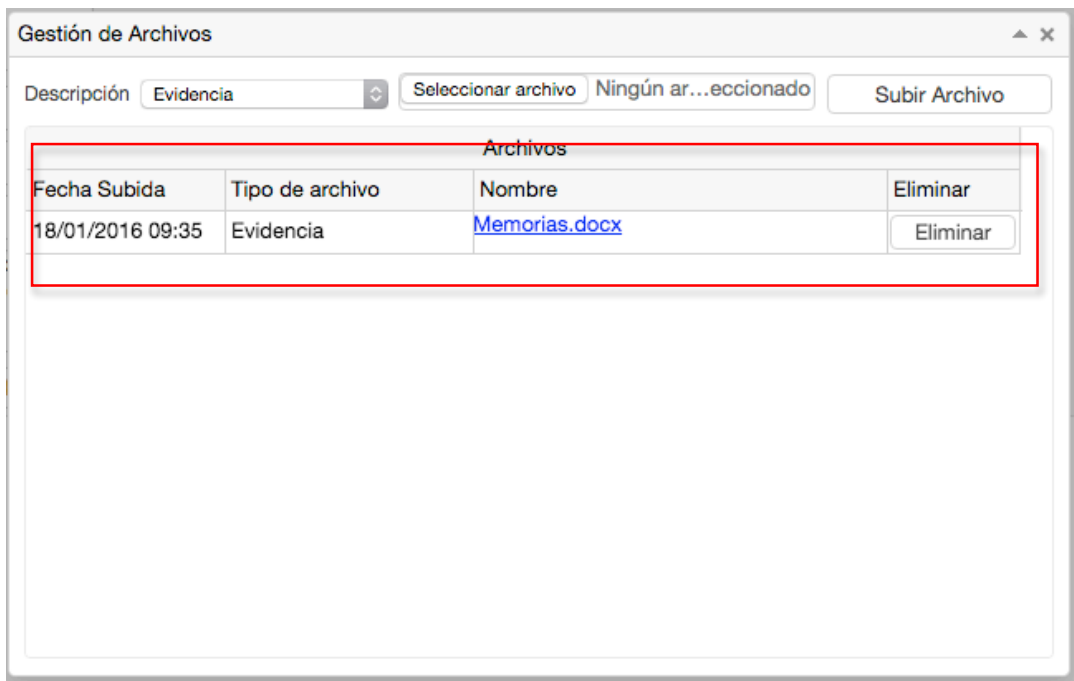 Gestión de Archivos
Descripción Evidencia Seleccionar archivo Ningún ar...eccionado Subir Archivo
Archivos
Fecha Subida Tipo de archivo Nombre Eliminar
18/01/2016 09:35 Evidencia Memorias.docx Eliminar